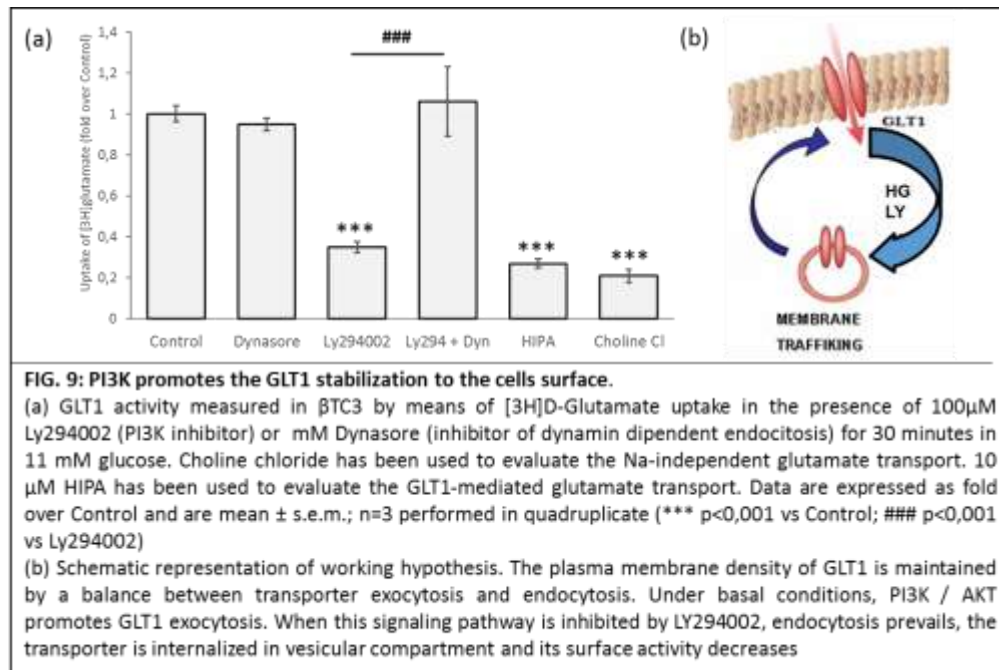 (a)
Uptake of [3H]glutamate (fold over Control)
1,4
1,2
1
0,8
0,6
0,4
0,2
0
###
***
***
***
Control
Dynasore
Ly294002
Ly294 + Dyn
HIPA
Choline Cl
(b)
GLT1
HG
LY
MEMBRANE
TRAFFIKING
FIG. 9: PI3K promotes the GLT1 stabilization to the cells surface.
(a) GLT1 activity measured in βTC3 by means of [3H]D-Glutamate uptake in the presence of 100µM
Ly294002 (PI3K inhibitor) or mM Dynasore (inhibitor of dynamin dipendent endocitosis) for 30 minutes in
11 mM glucose. Choline chloride has been used to evaluate the Na-independent glutamate transport. 10
µM HIPA has been used to evaluate the GLT1-mediated glutamate transport. Data are expressed as fold
over Control and are mean ± s.e.m.; n=3 performed in quadruplicate (*** p<0,001 vs Control; ### p<0,001
vs Ly294002)
(b) Schematic representation of working hypothesis. The plasma membrane density of GLT1 is maintained
by a balance between transporter exocytosis and endocytosis. Under basal conditions, PI3K / AKT
promotes GLT1 exocytosis. When this signaling pathway is inhibited by LY294002, endocytosis prevails, the
transporter is internalized in vesicular compartment and its surface activity decreases